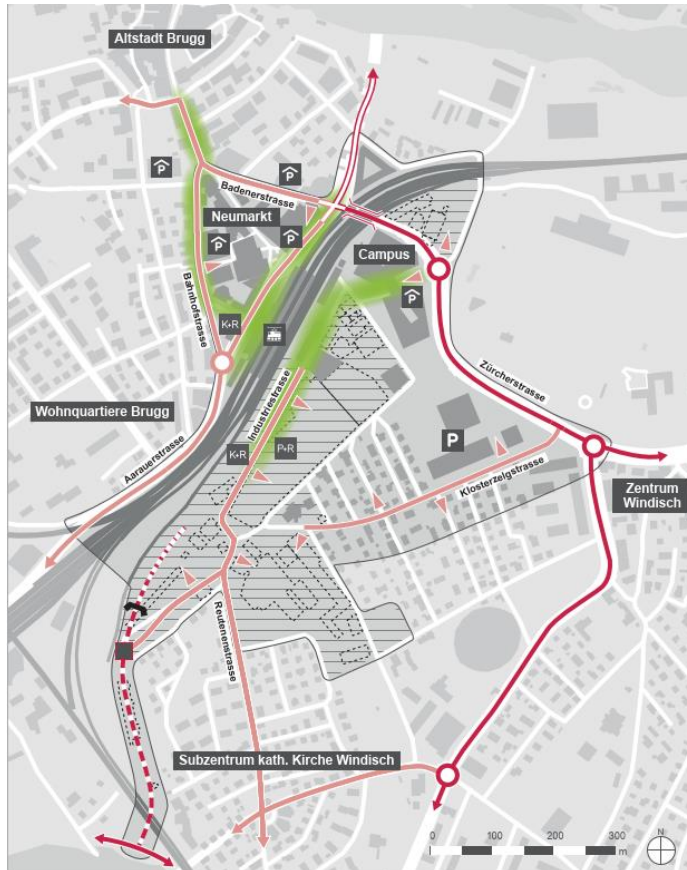 Altstadt Brugg
P
P
Badenerstrasse
Neumarkt
P
P
Campus
P
Bahnhofstrasse
K+R
Zürcherstrasse
Wohnquartiere Brugg
Industriestrasse
Aarauerstrasse
K+R
P+R
P
Klosterzelgstrasse
Zentrum
Windisch
Reutenenstrasse
Subzentrum kath. Kirche Windisch
0 100 200 300
m
N